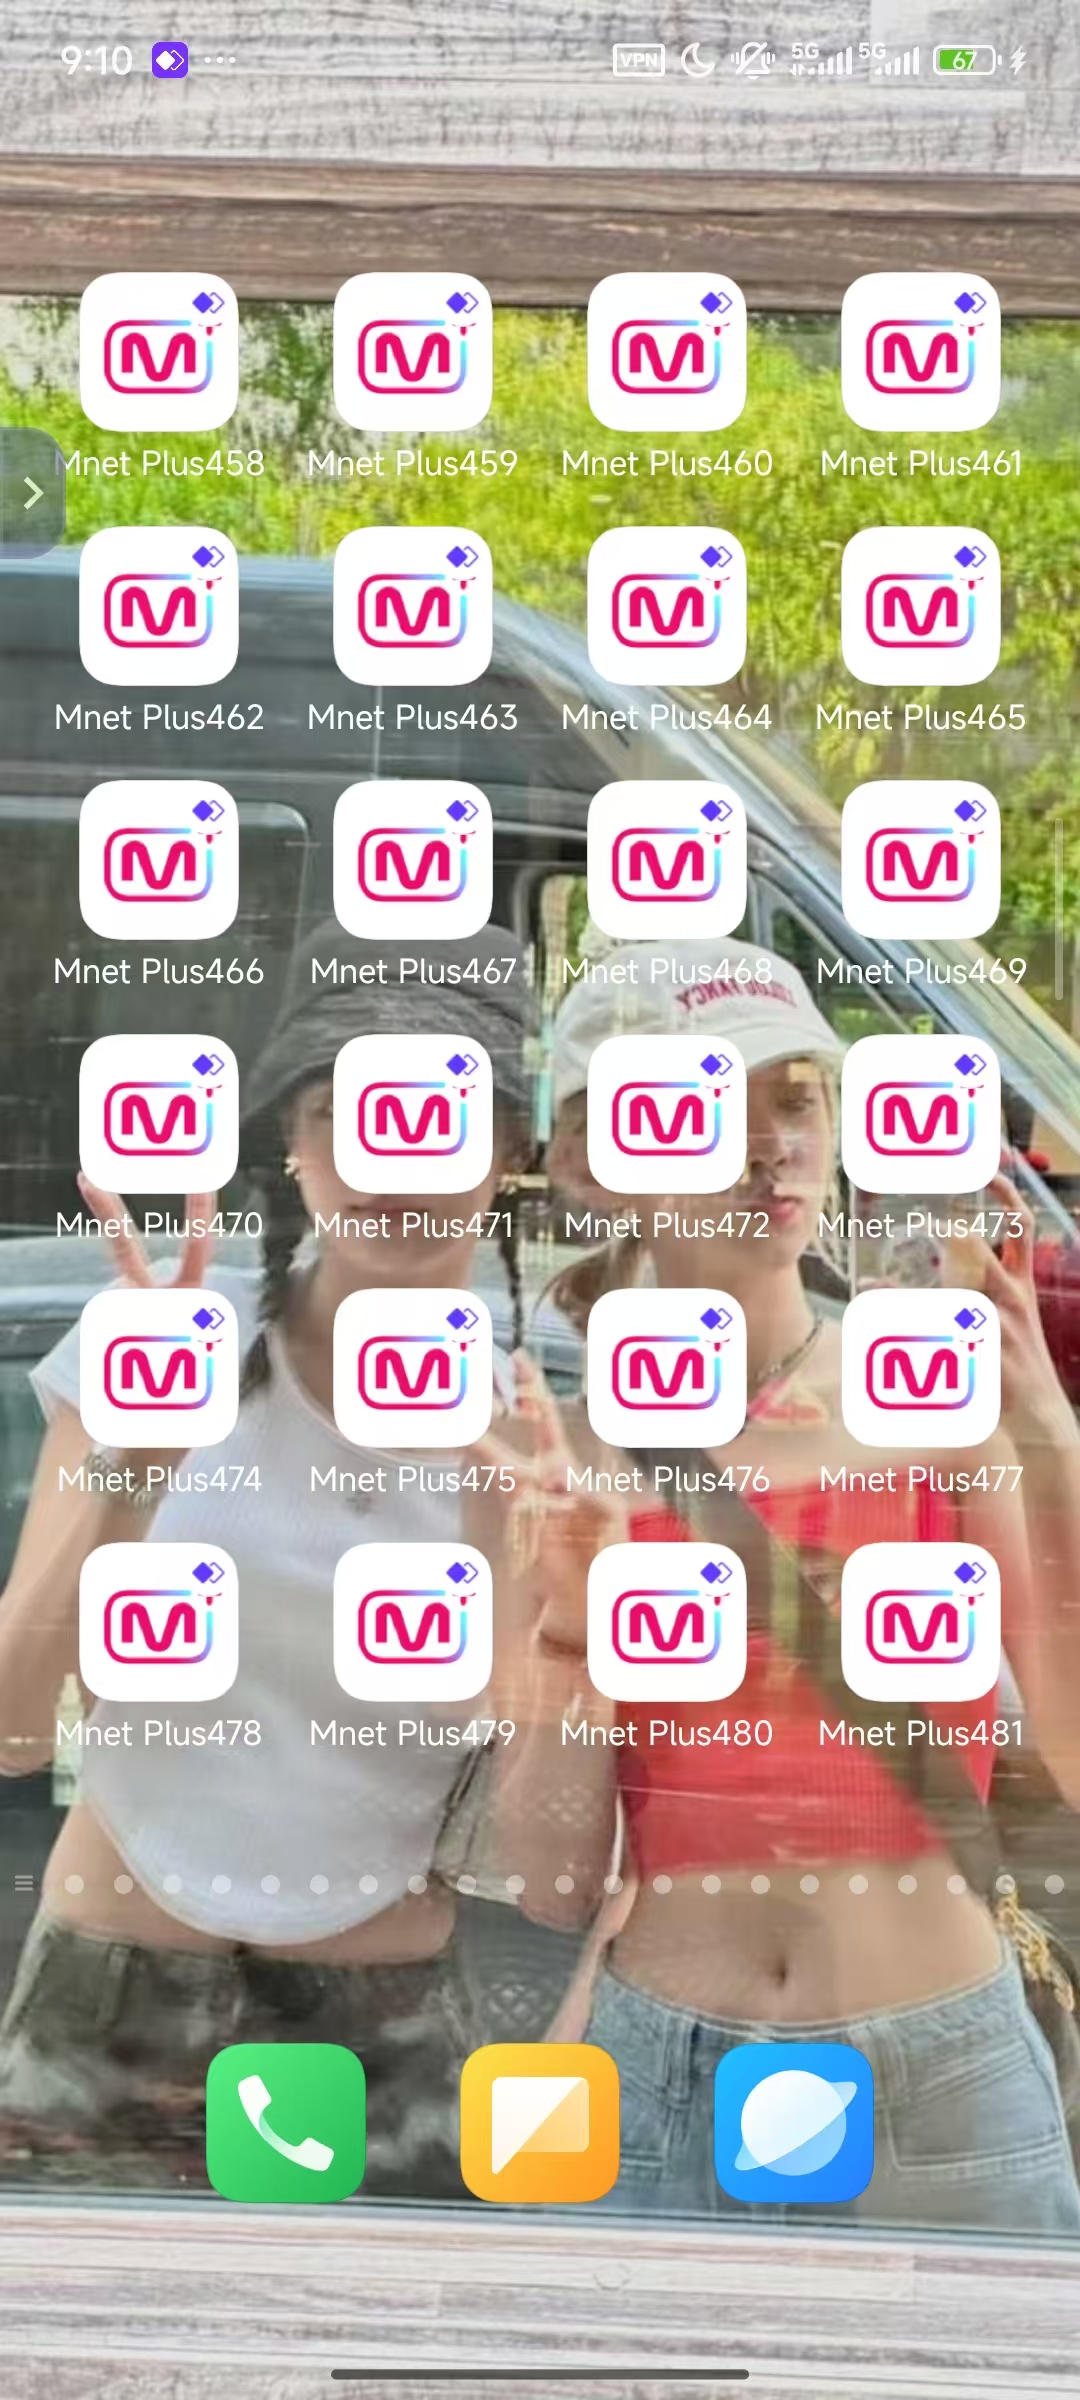 9:10 VPN 5G 5G 67
Mnet Plus458 Mnet Plus459 Mnet Plus460 Mnet Plus461
Mnet Plus462 Mnet Plus463 Mnet Plus464 Mnet Plus465
Mnet Plus466 Mnet Plus467 Mnet Plus468 Mnet Plus469
Mnet Plus470 Mnet Plus471 Mnet Plus472 Mnet Plus473
Mnet Plus474 Mnet Plus475 Mnet Plus476 Mnet Plus477
Mnet Plus478 Mnet Plus479 Mnet Plus480 Mnet Plus481